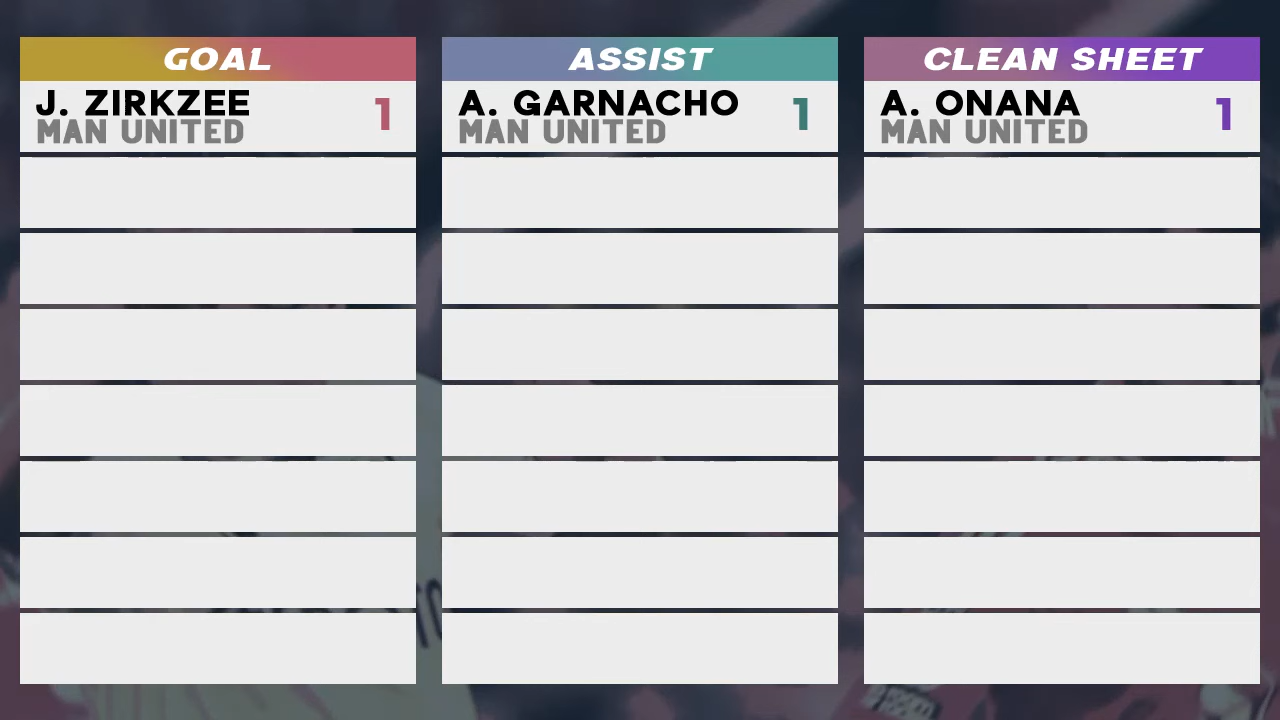 GOAL
J. ZIRKZEE 1
MAN UNITED
ASSIST
A. GARNACHO 1
MAN UNITED
CLEAN SHEET
A. ONANA 1
MAN UNITED